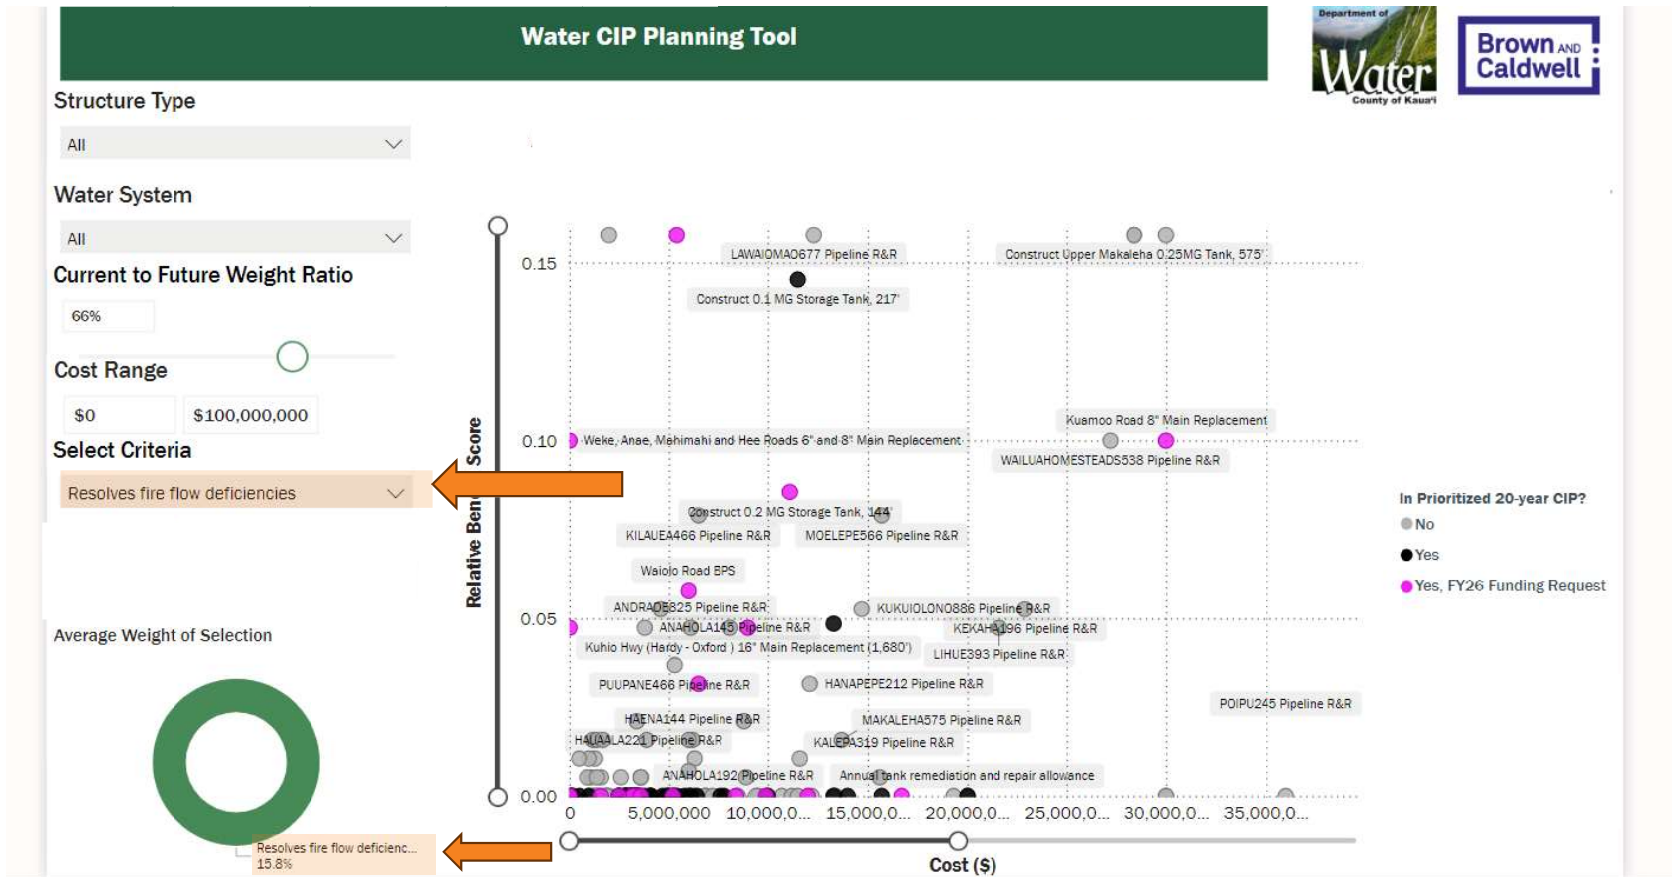 Water CIP Planning Tool
Department of
Water
County of Kaua'i
Brown AND
Caldwell
Structure Type
All
Water System
All
Current to Future Weight Ratio
66%
Cost Range
$0
$100,000,000
Select Criteria
Resolves fire flow deficiencies
Average Weight of Selection
Resolves fire flow deficienc...
15.8%
Relative Ben
Score
0.15
0.10
0.05
0.00
LAWAIOMAO677 Pipeline R&R
Construct Upper Makaleha 0.25MG Tank, 575'
Construct 0.1 MG Storage Tank, 217'
Kuamoo Road 8" Main Replacement
Weke, Anae, Mahimahi and Hee Roads 6" and 8" Main Replacement
WAILUAHOMESTEADS538 Pipeline R&R
Construct 0.2 MG Storage Tank, 144'
KILAUEA466 Pipeline R&R
MOELEPE566 Pipeline R&R
Waiolo Road BPS
ANDRADE825 Pipeline R&R
KUKUIOLONO886 Pipeline R&R
ANAHOLA145 Pipeline R&R
KEKAHA196 Pipeline R&R
Kuhio Hwy (Hardy - Oxford ) 16" Main Replacement (1,680')
LIHUE393 Pipeline R&R
PUUPANE466 Pipeline R&R
HANAPEPE212 Pipeline R&R
POIPU245 Pipeline R&R
HAENA144 Pipeline R&R
MAKALEHA575 Pipeline R&R
HAUAALA221 Pipeline R&R
KALEPA319 Pipeline R&R
ANAHOLA192 Pipeline R&R
Annual tank remediation and repair allowance
0
5,000,000
10,000,0...
15,000,0...
20,000,0...
25,000,0...
30,000,0...
35,000,0...
Cost ($)
In Prioritized 20-year CIP?
No
Yes
Yes, FY26 Funding Request